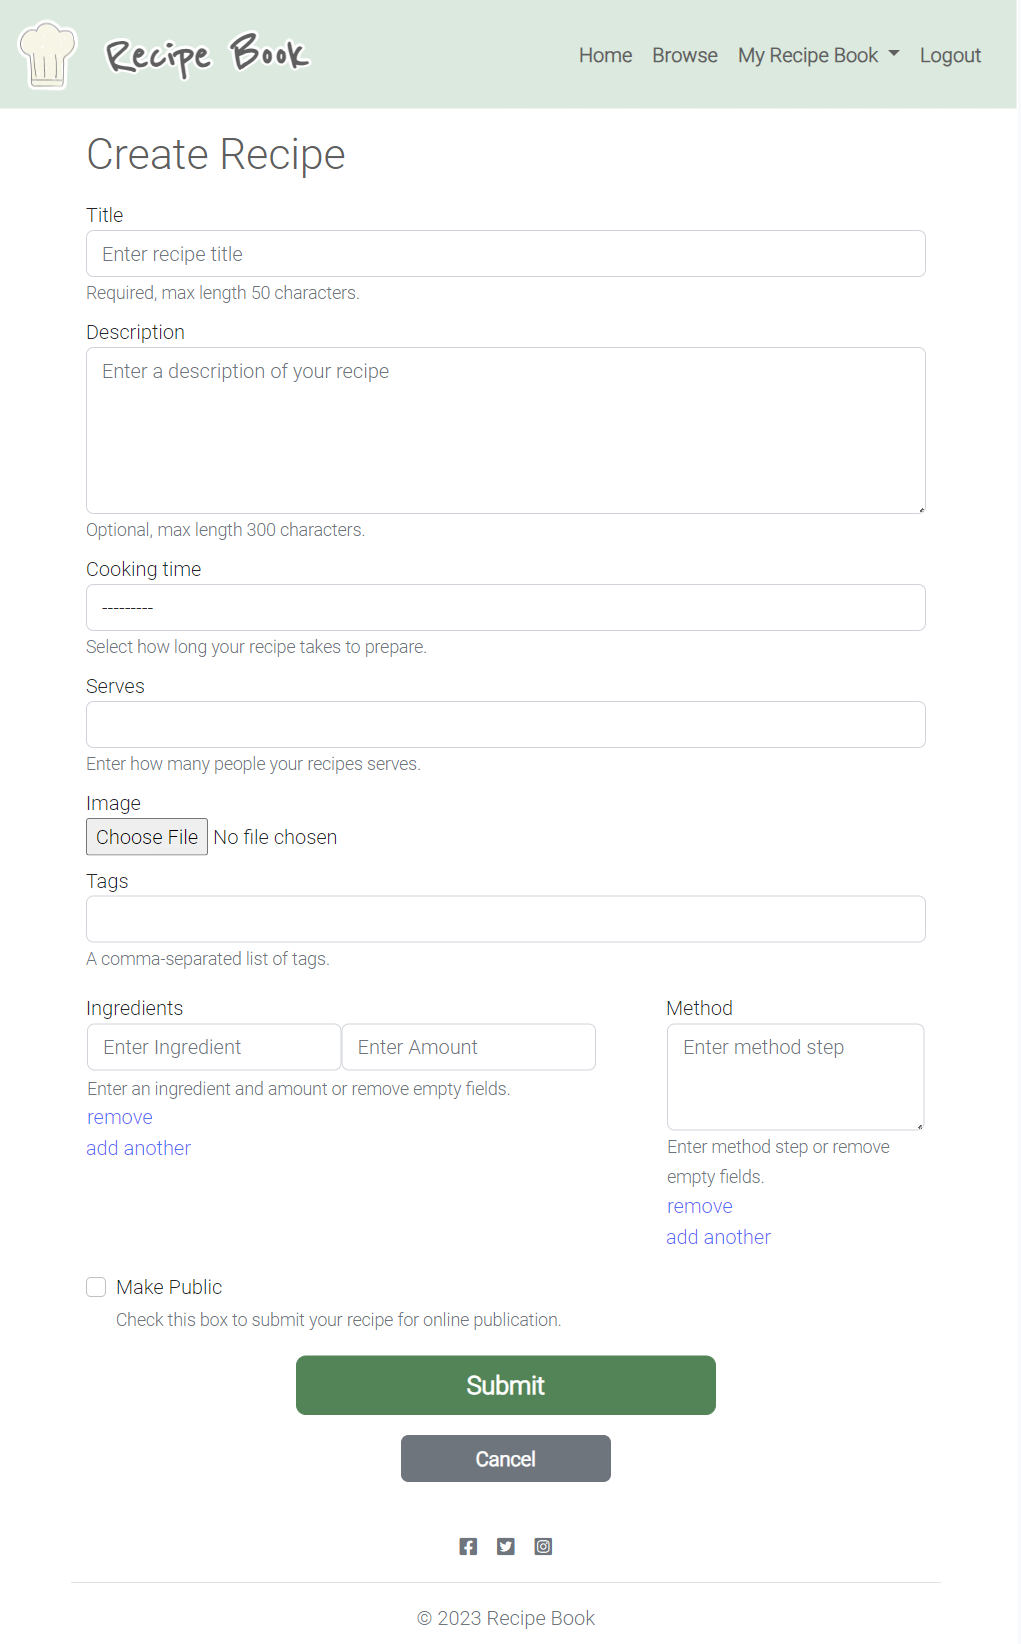 Recipe Book
Home Browse My Recipe Book Logout
Create Recipe
Title
Enter recipe title
Required, max length 50 characters.
Description
Enter a description of your recipe
Optional, max length 300 characters.
Cooking time
---------
Select how long your recipe takes to prepare.
Serves
Enter how many people your recipes serves.
Image
Choose File No file chosen
Tags
A comma-separated list of tags.
Ingredients
Enter Ingredient Enter Amount
Enter an ingredient and amount or remove empty fields.
remove
add another
Method
Enter method step
Enter method step or remove
empty fields.
remove
add another
Make Public
Check this box to submit your recipe for online publication.
Submit
Cancel
© 2023 Recipe Book